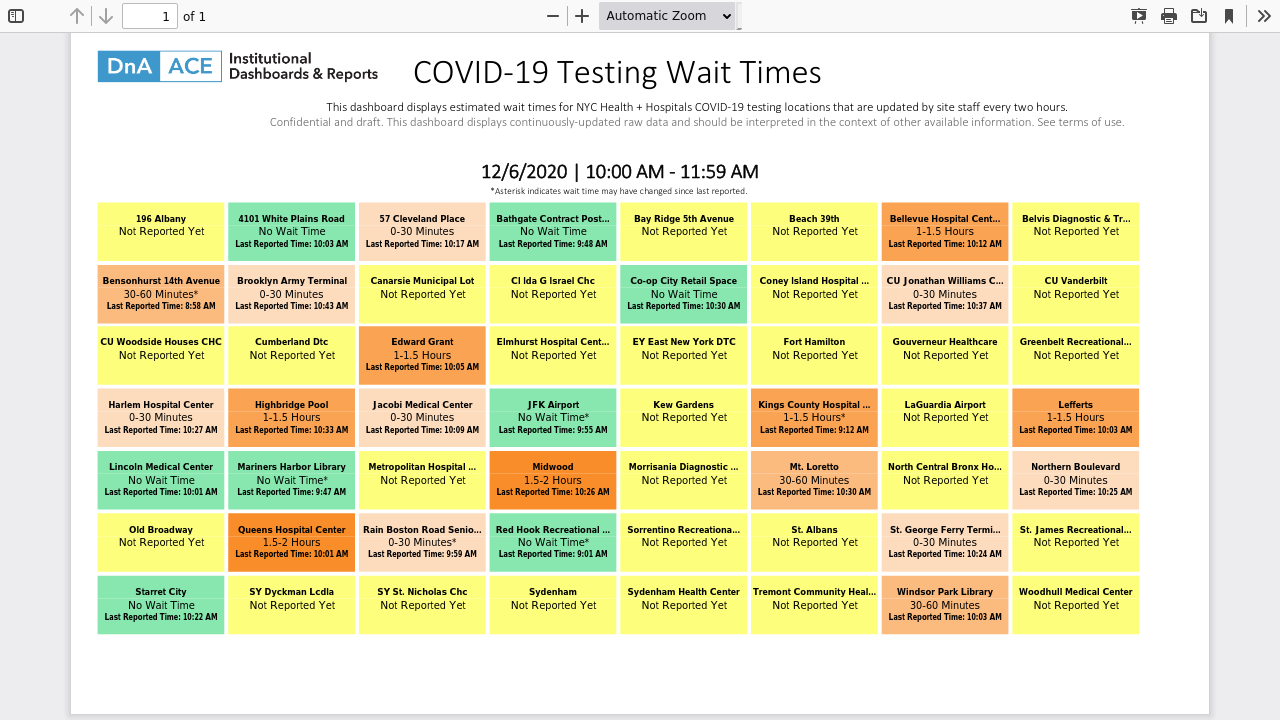 1 of 1 Automatic Zoom
DnA ACE Institutional
Dashboards & Reports
COVID-19 Testing Wait Times
This dashboard displays estimated wait times for NYC Health + Hospitals COVID-19 testing locations that are updated by site staff every two hours.
Confidential and draft. This dashboard displays continuously-updated raw data and should be interpreted in the context of other available information. See terms of use.
12/6/2020 | 10:00 AM - 11:59 AM
*Asterisk indicates wait time may have changed since last reported.
196 Albany
Not Reported Yet
4101 White Plains Road
No Wait Time
Last Reported Time: 10:03 AM
57 Cleveland Place
0-30 Minutes
Last Reported Time: 10:17 AM
Bathgate Contract Post...
No Wait Time
Last Reported Time: 9:48 AM
Bay Ridge 5th Avenue
Not Reported Yet
Beach 39th
Not Reported Yet
Bellevue Hospital Cent...
1-1.5 Hours
Last Reported Time: 10:12 AM
Belvis Diagnostic & Tr...
Not Reported Yet
Bensonhurst 14th Avenue
30-60 Minutes*
Last Reported Time: 8:58 AM
Brooklyn Army Terminal
0-30 Minutes
Last Reported Time: 10:43 AM
Canarsie Municipal Lot
Not Reported Yet
CI Ida G Israel Chc
Not Reported Yet
Co-op City Retail Space
No Wait Time
Last Reported Time: 10:30 AM
Coney Island Hospital ...
Not Reported Yet
CU Jonathan Williams C...
0-30 Minutes
Last Reported Time: 10:37 AM
CU Vanderbilt
Not Reported Yet
CU Woodside Houses CHC
Not Reported Yet
Cumberland Dtc
Not Reported Yet
Edward Grant
1-1.5 Hours
Last Reported Time: 10:05 AM
Elmhurst Hospital Cent...
Not Reported Yet
EY East New York DTC
Not Reported Yet
Fort Hamilton
Not Reported Yet
Gouverneur Healthcare
Not Reported Yet
Greenbelt Recreational...
Not Reported Yet
Harlem Hospital Center
0-30 Minutes
Last Reported Time: 10:27 AM
Highbridge Pool
1-1.5 Hours
Last Reported Time: 10:33 AM
Jacobi Medical Center
0-30 Minutes
Last Reported Time: 10:09 AM
JFK Airport
No Wait Time*
Last Reported Time: 9:55 AM
Kew Gardens
Not Reported Yet
Kings County Hospital ...
1-1.5 Hours*
Last Reported Time: 9:12 AM
LaGuardia Airport
Not Reported Yet
Lefferts
1-1.5 Hours
Last Reported Time: 10:03 AM
Lincoln Medical Center
No Wait Time
Last Reported Time: 10:01 AM
Mariners Harbor Library
No Wait Time*
Last Reported Time: 9:47 AM
Metropolitan Hospital ...
Not Reported Yet
Midwood
1.5-2 Hours
Last Reported Time: 10:26 AM
Morrisania Diagnostic ...
Not Reported Yet
Mt. Loretto
30-60 Minutes
Last Reported Time: 10:30 AM
North Central Bronx Ho...
Not Reported Yet
Northern Boulevard
0-30 Minutes
Last Reported Time: 10:25 AM
Old Broadway
Not Reported Yet
Queens Hospital Center
1.5-2 Hours
Last Reported Time: 10:01 AM
Rain Boston Road Senio...
0-30 Minutes*
Last Reported Time: 9:59 AM
Red Hook Recreational ...
No Wait Time*
Last Reported Time: 9:01 AM
Sorrentino Recreationa...
Not Reported Yet
St. Albans
Not Reported Yet
St. George Ferry Termi...
0-30 Minutes
Last Reported Time: 10:24 AM
St. James Recreational...
Not Reported Yet
Starret City
No Wait Time
Last Reported Time: 10:22 AM
SY Dyckman Lcdla
Not Reported Yet
SY St. Nicholas Chc
Not Reported Yet
Sydenham
Not Reported Yet
Sydenham Health Center
Not Reported Yet
Tremont Community Heal...
Not Reported Yet
Windsor Park Library
30-60 Minutes
Last Reported Time: 10:03 AM
Woodhull Medical Center
Not Reported Yet